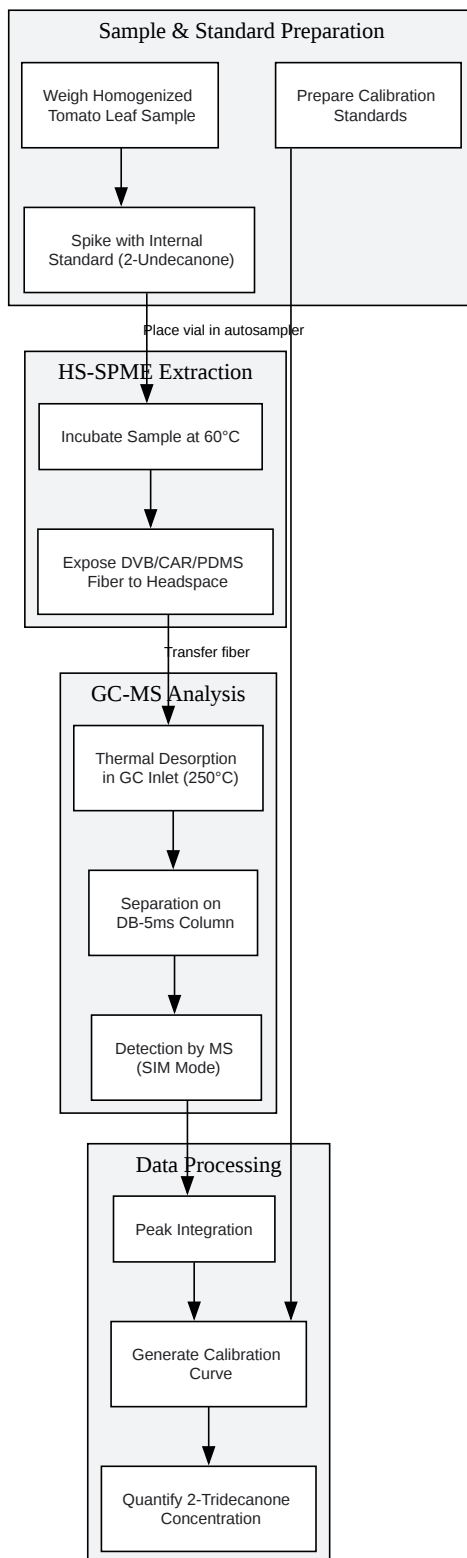 Sample & Standard Preparation
Weigh Homogenized
Tomato Leaf Sample
Prepare Calibration
Standards
Spike with Internal
Standard (2-Undecanone)
Place vial in autosampler
HS-SPME Extraction
Incubate Sample at 60°C
Expose DVB/CAR/PDMS
Fiber to Headspace
Transfer fiber
GC-MS Analysis
Thermal Desorption
in GC Inlet (250°C)
Separation on
DB-5ms Column
Detection by MS
(SIM Mode)
Data Processing
Peak Integration
Generate Calibration
Curve
Quantify 2-Tridecanone
Concentration